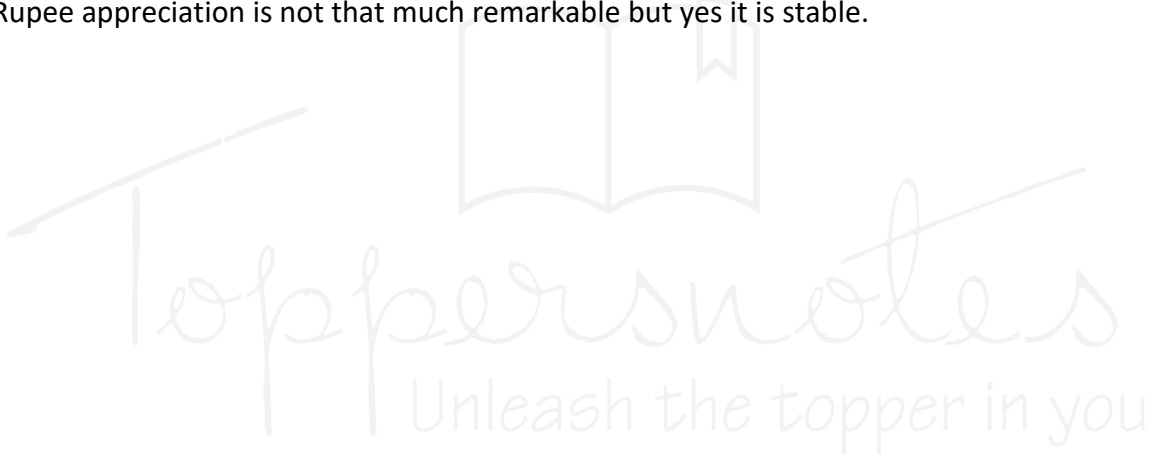 Rupee appreciation is not that much remarkable but yes it is stable.
Toppersnotes
Unleash the topper in you